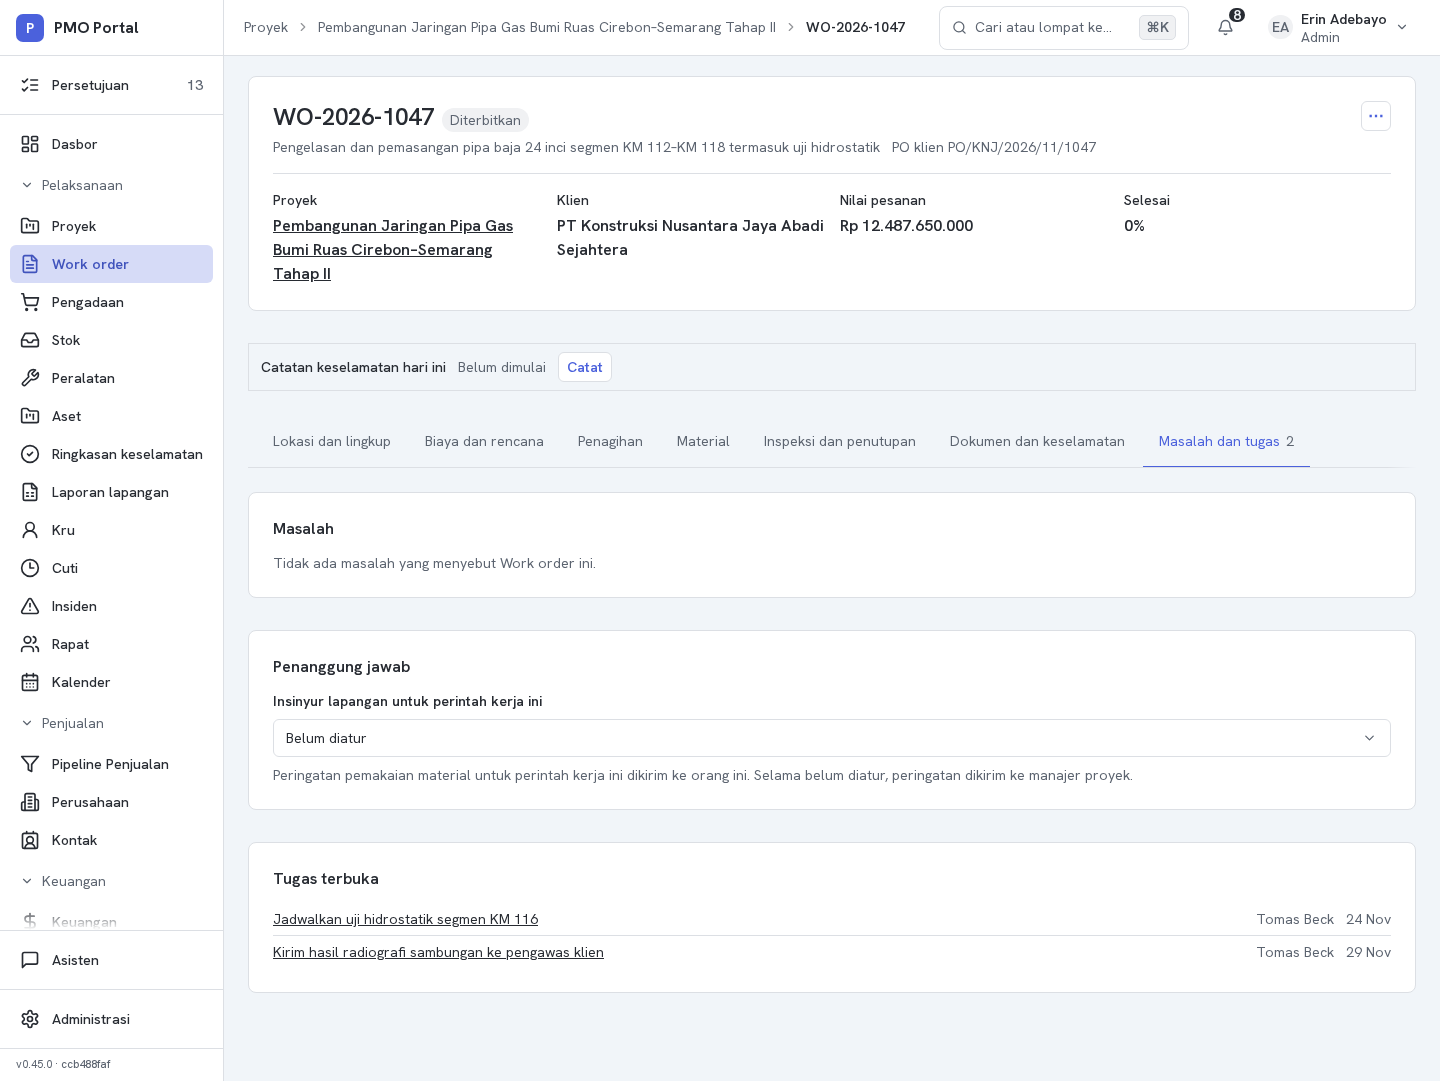 P PMO Portal
Persetujuan 13
Dasbor
Pelaksanaan
Proyek
Work order
Pengadaan
Stok
Peralatan
Aset
Ringkasan keselamatan
Laporan lapangan
Kru
Cuti
Insiden
Rapat
Kalender
Penjualan
Pipeline Penjualan
Perusahaan
Kontak
Keuangan
Keuangan
Asisten
Administrasi
v0.45.0 · ccb488faf
Proyek > Pembangunan Jaringan Pipa Gas Bumi Ruas Cirebon–Semarang Tahap II > WO-2026-1047
Cari atau lompat ke... ⌘K
8
EA Erin Adebayo
Admin
WO-2026-1047 Diterbitkan
Pengelasan dan pemasangan pipa baja 24 inci segmen KM 112–KM 118 termasuk uji hidrostatik PO klien PO/KNJ/2026/11/1047
Proyek
Pembangunan Jaringan Pipa Gas
Bumi Ruas Cirebon–Semarang
Tahap II
Klien
PT Konstruksi Nusantara Jaya Abadi
Sejahtera
Nilai pesanan
Rp 12.487.650.000
Selesai
0%
Catatan keselamatan hari ini Belum dimulai Catat
Lokasi dan lingkup Biaya dan rencana Penagihan Material Inspeksi dan penutupan Dokumen dan keselamatan Masalah dan tugas 2
Masalah
Tidak ada masalah yang menyebut Work order ini.
Penanggung jawab
Insinyur lapangan untuk perintah kerja ini
Belum diatur
Peringatan pemakaian material untuk perintah kerja ini dikirim ke orang ini. Selama belum diatur, peringatan dikirim ke manajer proyek.
Tugas terbuka
Jadwalkan uji hidrostatik segmen KM 116 Tomas Beck 24 Nov
Kirim hasil radiografi sambungan ke pengawas klien Tomas Beck 29 Nov